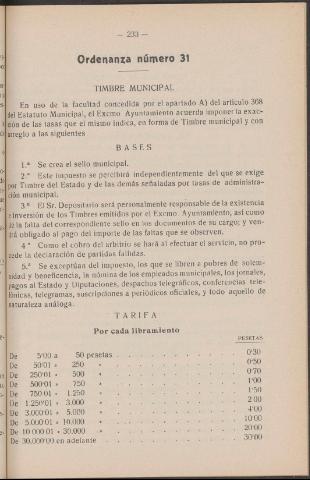 — 233 —
Ordenanza número 31
TIMBRE MUNICIPAL
En uso de la facultad concedida por el apartado A) del artículo 368
del Estatuto Municipal, el Excmo Ayuntamiento acuerda imponer la exac-
ción de las tasas que el mismo indica, en forma de Timbre municipal y con
arreglo a las siguientes
BASES
1.ª Se crea el sello municipal.
2.ª Este impuesto se percibirá independientemente del que se exige
por Timbre del Estado y de las demás señaladas por tasas de administra-
ción municipal.
3.ª El Sr. Depositario será personalmente responsable de la existencia
e inversión de los Timbres emitidos por el Excmo. Ayuntamiento, así como
de la falta del correspondiente sello en los documentos de su cargo; y ven-
drá obligado al pago del importe de las faltas que se observen.
4.ª Como el cobro del arbitrio se hará al efectuar el servicio, no pro-
cede la declaración de partidas fallidas.
5.ª Se exceptúan del impuesto, los que se libren a pobres de solem-
nidad y beneficencia, la nómina de los empleados municipales, los jornales,
pagos al Estado y Diputaciones, despachos telegráficos, conferencias tele-
fónicas, telegramas, suscripciones a periódicos oficiales, y todo aquello de
naturaleza análoga.
TARIFA
Por cada libramiento
PESETAS
De 5'00 a 50 pesetas . . . . . . . . . 0'30
De 50'01 » 250 » . . . . . . . . . 0'50
De 250'01 » 500 » . . . . . . . . . 0'70
De 500'01 » 750 » . . . . . . . . . 1'00
De 750'01 » 1.250 » . . . . . . . . . 1'50
De 1.250'01 » 3.000 » . . . . . . . . . 2'00
De 3.000'01 » 5.000 » . . . . . . . . . 4'00
De 5.000'01 » 10.000 » . . . . . . . . . 10'00
De 10.000'01 » 30.000 » . . . . . . . . . 20'00
De 30.000'00 en adelante . . . . . . . . . 30'00